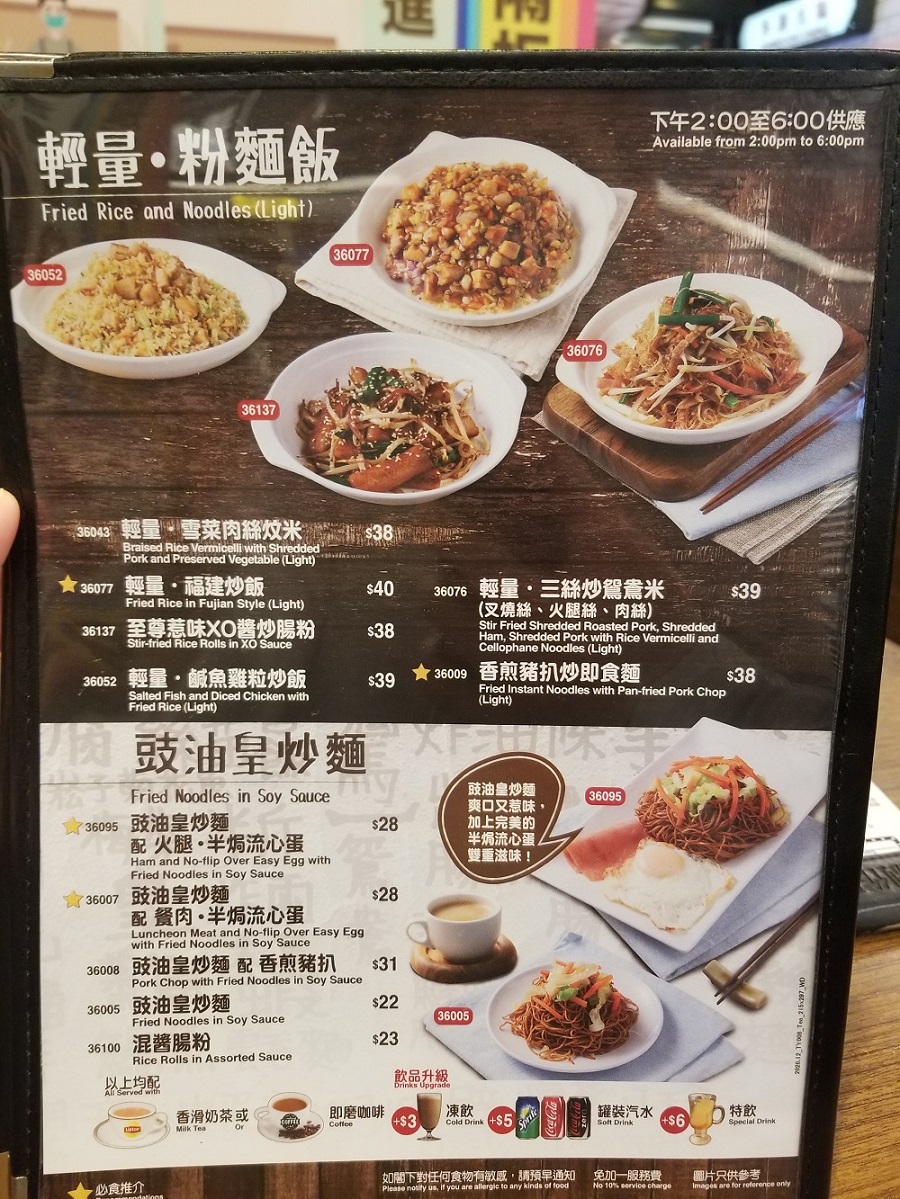 進
下午2:00至6:00供應
Available from 2:00pm to 6:00pm
輕量·粉麵飯
Fried Rice and Noodles(Light)
36052
36077
36076
36137
36043 輕量·雪菜肉絲炆米 $38
Braised Rice Vermicelli with Shredded
Pork and Preserved Vegetable (Light)
36077 輕量·福建炒飯 $40
Fried Rice in Fujian Style (Light)
36137 至尊惹味XO醬炒腸粉 $38
Stir-fried Rice Rolls in XO Sauce
36052 輕量·鹹魚雞粒炒飯 $39
Salted Fish and Diced Chicken with
Fried Rice (Light)
36076 輕量·三絲炒鴛鴦米 $39
(叉燒絲、火腿絲、肉絲)
Stir Fried Shredded Roasted Pork, Shredded
Ham, Shredded Pork with Rice Vermicelli and
Cellophane Noodles (Light)
36009 香煎豬扒炒即食麵 $38
Fried Instant Noodles with Pan-fried Pork Chop
(Light)
豉油皇炒麵
Fried Noodles in Soy Sauce
36095 豉油皇炒麵 $28
配 火腿·半焗流心蛋
Ham and No-flip Over Easy Egg with
Fried Noodles in Soy Sauce
36007 豉油皇炒麵 $28
配 餐肉·半焗流心蛋
Luncheon Meat and No-flip Over Easy Egg
with Fried Noodles in Soy Sauce
36008 豉油皇炒麵 配 香煎豬扒 $31
Pork Chop with Fried Noodles in Soy Sauce
36005 豉油皇炒麵 $22
Fried Noodles in Soy Sauce
36100 混醬腸粉 $23
Rice Rolls in Assorted Sauce
豉油皇炒麵
爽口又惹味，
加上完美的
半焗流心蛋
雙重滋味！
36095
36005
以上均配
All Served with
香滑奶茶 或 即磨咖啡
Milk Tea Or Coffee
Lipton
COFFEE
飲品升級
Drinks Upgrade
+$3 凍飲
Cold Drink
+$5 罐裝汽水
Soft Drink
Sprite
Coca-Cola
+$6 特飲
Special Drink
必食推介
Recommendations
如閣下對任何食物有敏感，請預早通知
Please notify us, if you are allergic to any kinds of food
免加一服務費
No 10% service charge
圖片只供參考
Images are for reference only